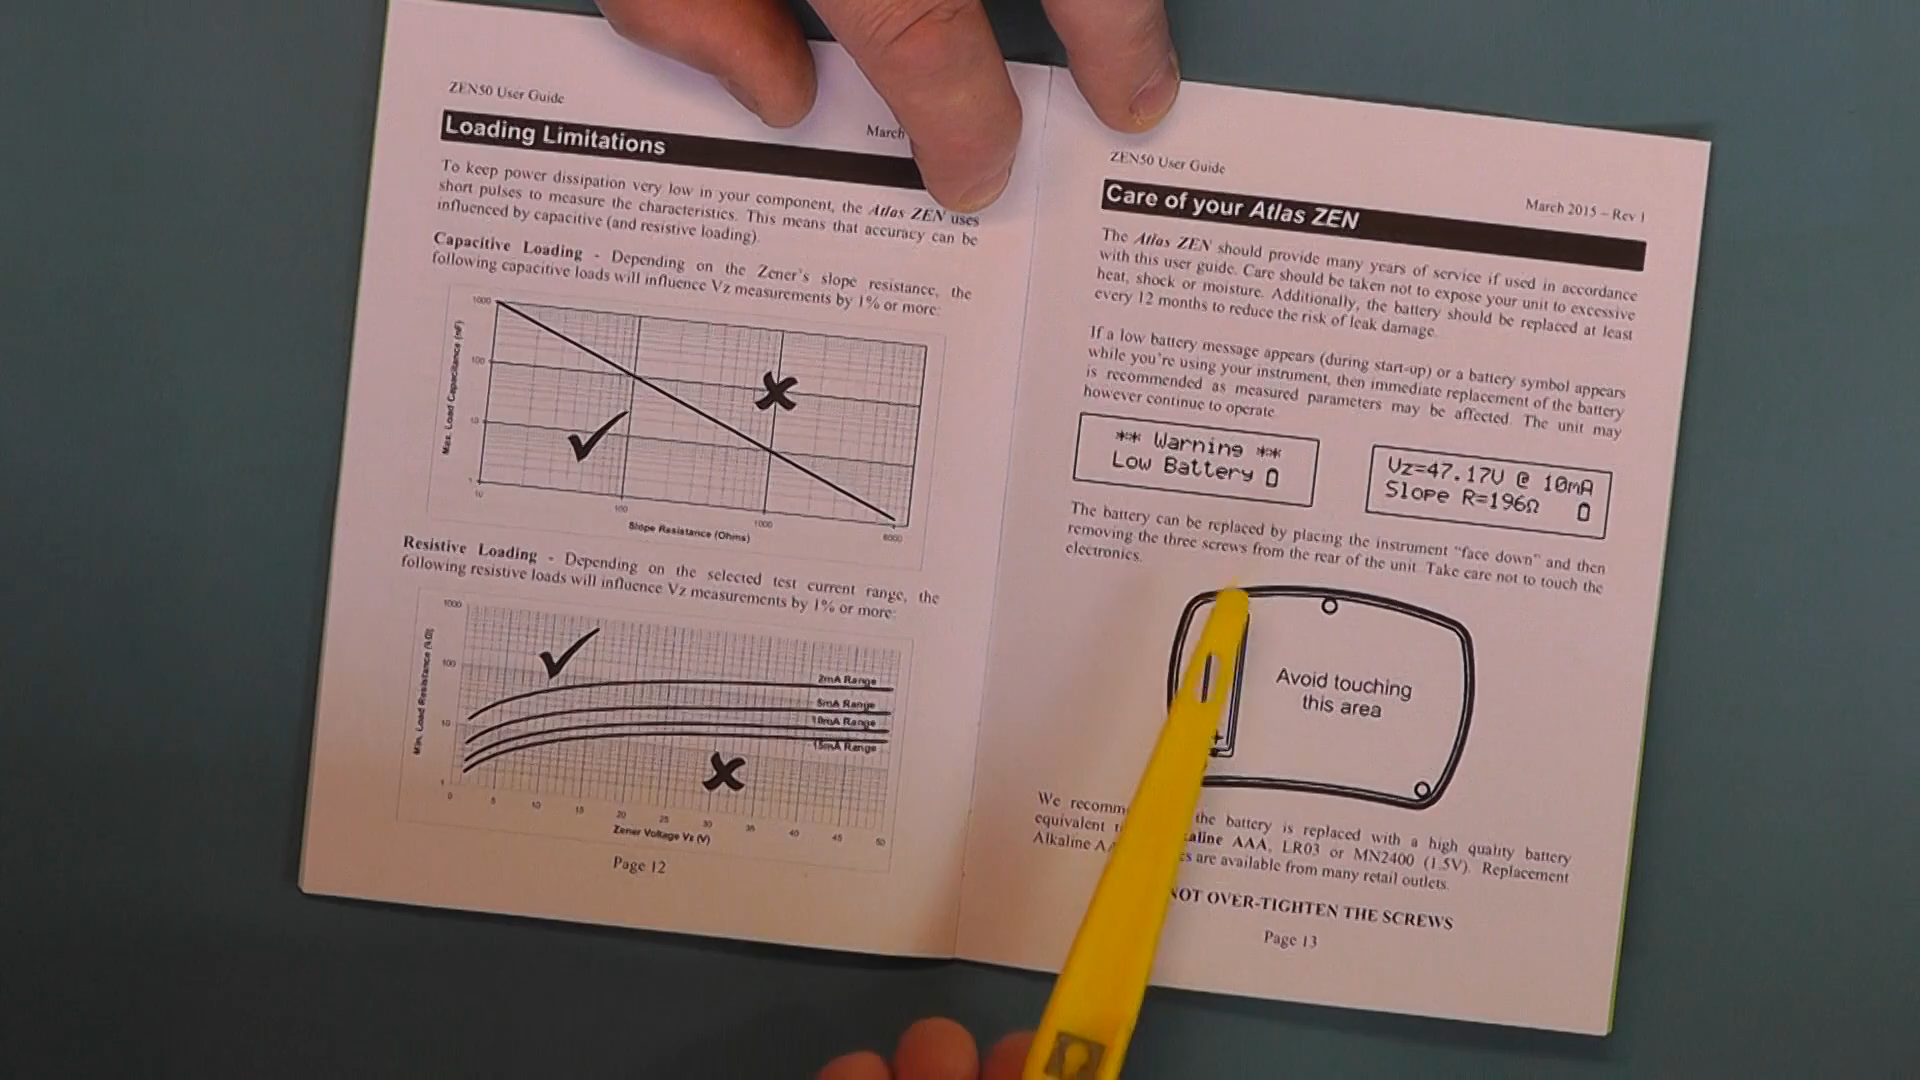 ZEN50 User Guide
March
Loading Limitations
To keep power dissipation very low in your component, the Atlas ZEN uses
short pulses to measure the characteristics. This means that accuracy can be
influenced by capacitive (and resistive loading).
Capacitive Loading - Depending on the Zener's slope resistance, the
following capacitive loads will influence Vz measurements by 1% or more:
Max. Load Capacitance (nF)
1000
100
10
1
10
100
1000
6000
Slope Resistance (Ohms)
Resistive Loading - Depending on the selected test current range, the
following resistive loads will influence Vz measurements by 1% or more:
Min. Load Resistance (kΩ)
1000
100
10
1
2mA Range
5mA Range
10mA Range
15mA Range
0 5 10 15 20 25 30 35 40 45 50
Zener Voltage Vz (V)
Page 12
ZEN50 User Guide
March 2015 – Rev 1
Care of your Atlas ZEN
The Atlas ZEN should provide many years of service if used in accordance
with this user guide. Care should be taken not to expose your unit to excessive
heat, shock or moisture. Additionally, the battery should be replaced at least
every 12 months to reduce the risk of leak damage.
If a low battery message appears (during start-up) or a battery symbol appears
while you're using your instrument, then immediate replacement of the battery
is recommended as measured parameters may be affected. The unit may
however continue to operate.
** Warning **
Low Battery
Vz=47.17V @ 10mA
Slope R=196Ω
The battery can be replaced by placing the instrument "face down" and then
removing the three screws from the rear of the unit. Take care not to touch the
electronics.
Avoid touching
this area
+
We recomm the battery is replaced with a high quality battery
equivalent aline AAA, LR03 or MN2400 (1.5V). Replacement
Alkaline are available from many retail outlets.
NOT OVER-TIGHTEN THE SCREWS
Page 13